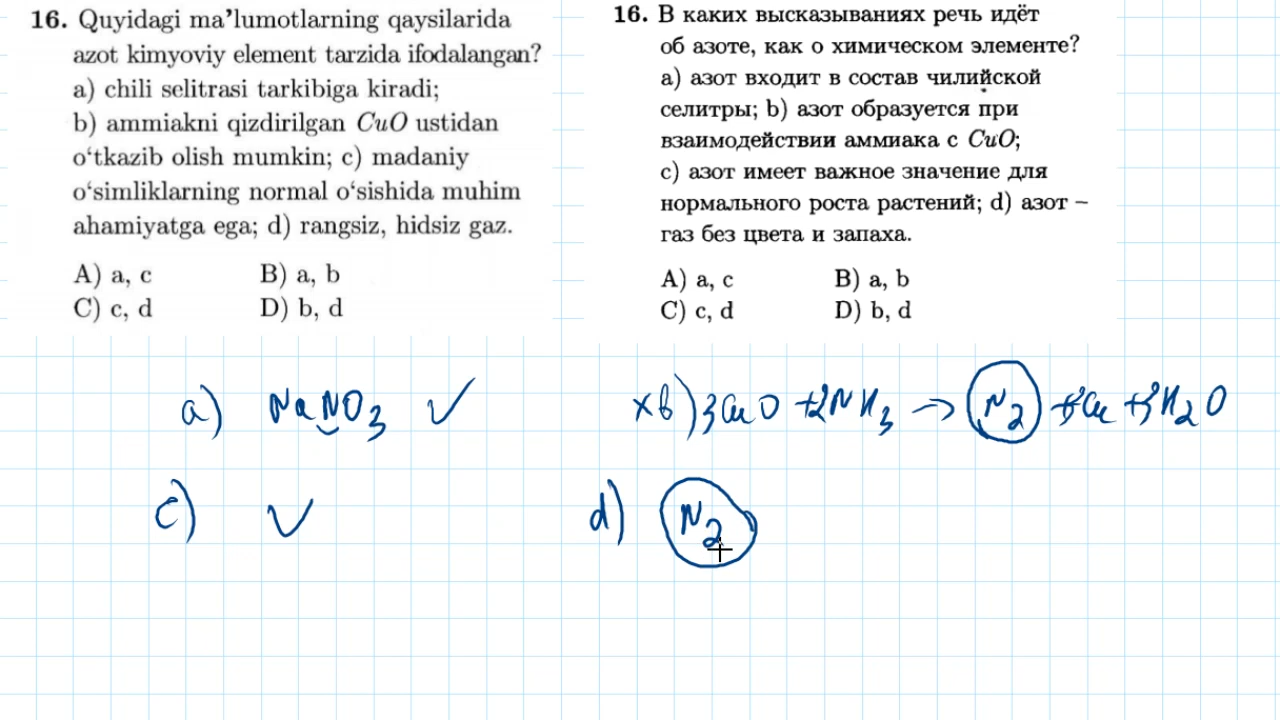 16. Quyidagi ma’lumotlarning qaysilarida
azot kimyoviy element tarzida ifodalangan?
a) chili selitrasi tarkibiga kiradi;
b) ammiakni qizdirilgan CuO ustidan
o‘tkazib olish mumkin; c) madaniy
o‘simliklarning normal o‘sishida muhim
ahamiyatga ega; d) rangsiz, hidsiz gaz.
A) a, c B) a, b
C) c, d D) b, d
16. В каких высказываниях речь идёт
об азоте, как о химическом элементе?
a) азот входит в состав чилийской
селитры; b) азот образуется при
взаимодействии аммиака с CuO;
c) азот имеет важное значение для
нормального роста растений; d) азот –
газ без цвета и запаха.
A) a, c B) a, b
C) c, d D) b, d
a) NaNO3 ✓
×b) 3CuO + 2NH3 → N2 + 3Cu + 3H2O
c) ✓
d) N2